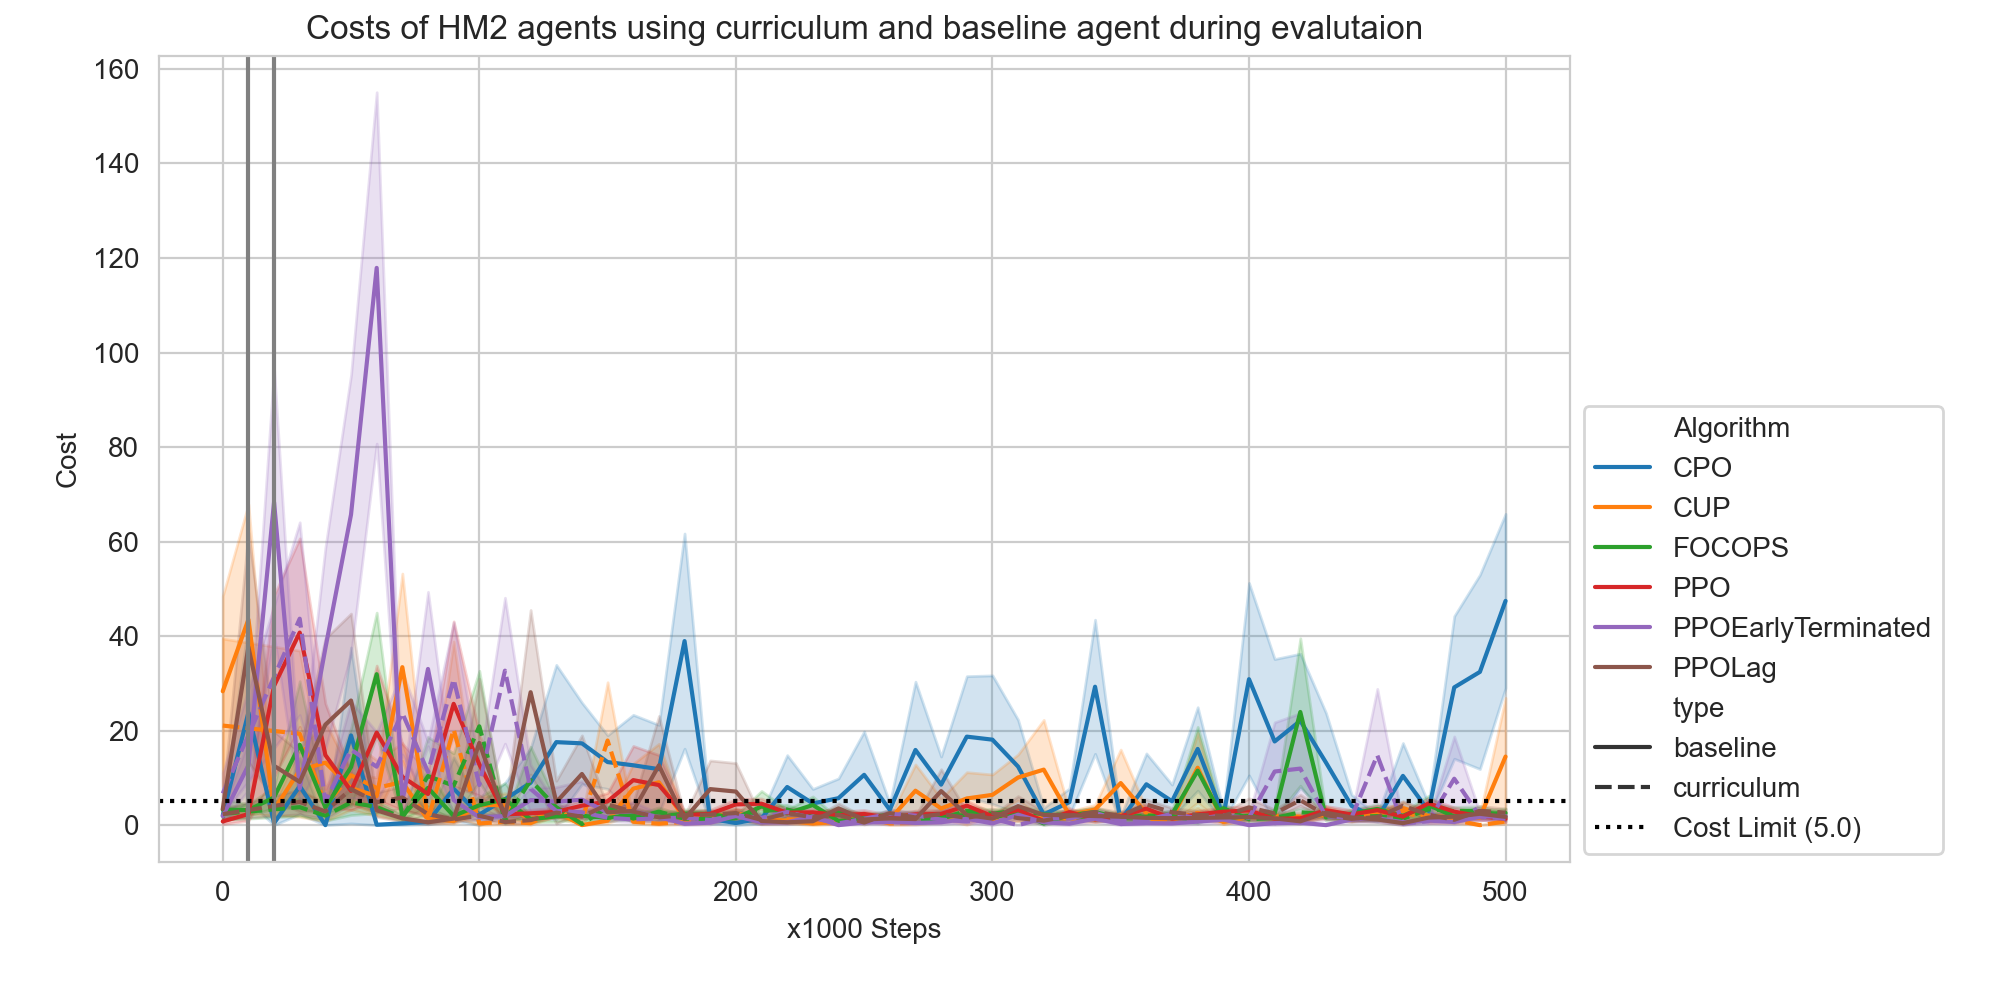 Costs of HM2 agents using curriculum and baseline agent during evalutaion
160
140
120
100
80
60
40
20
0
Cost
0 100 200 300 400 500
x1000 Steps
Algorithm
CPO
CUP
FOCOPS
PPO
PPOEarlyTerminated
PPOLag
type
baseline
curriculum
Cost Limit (5.0)